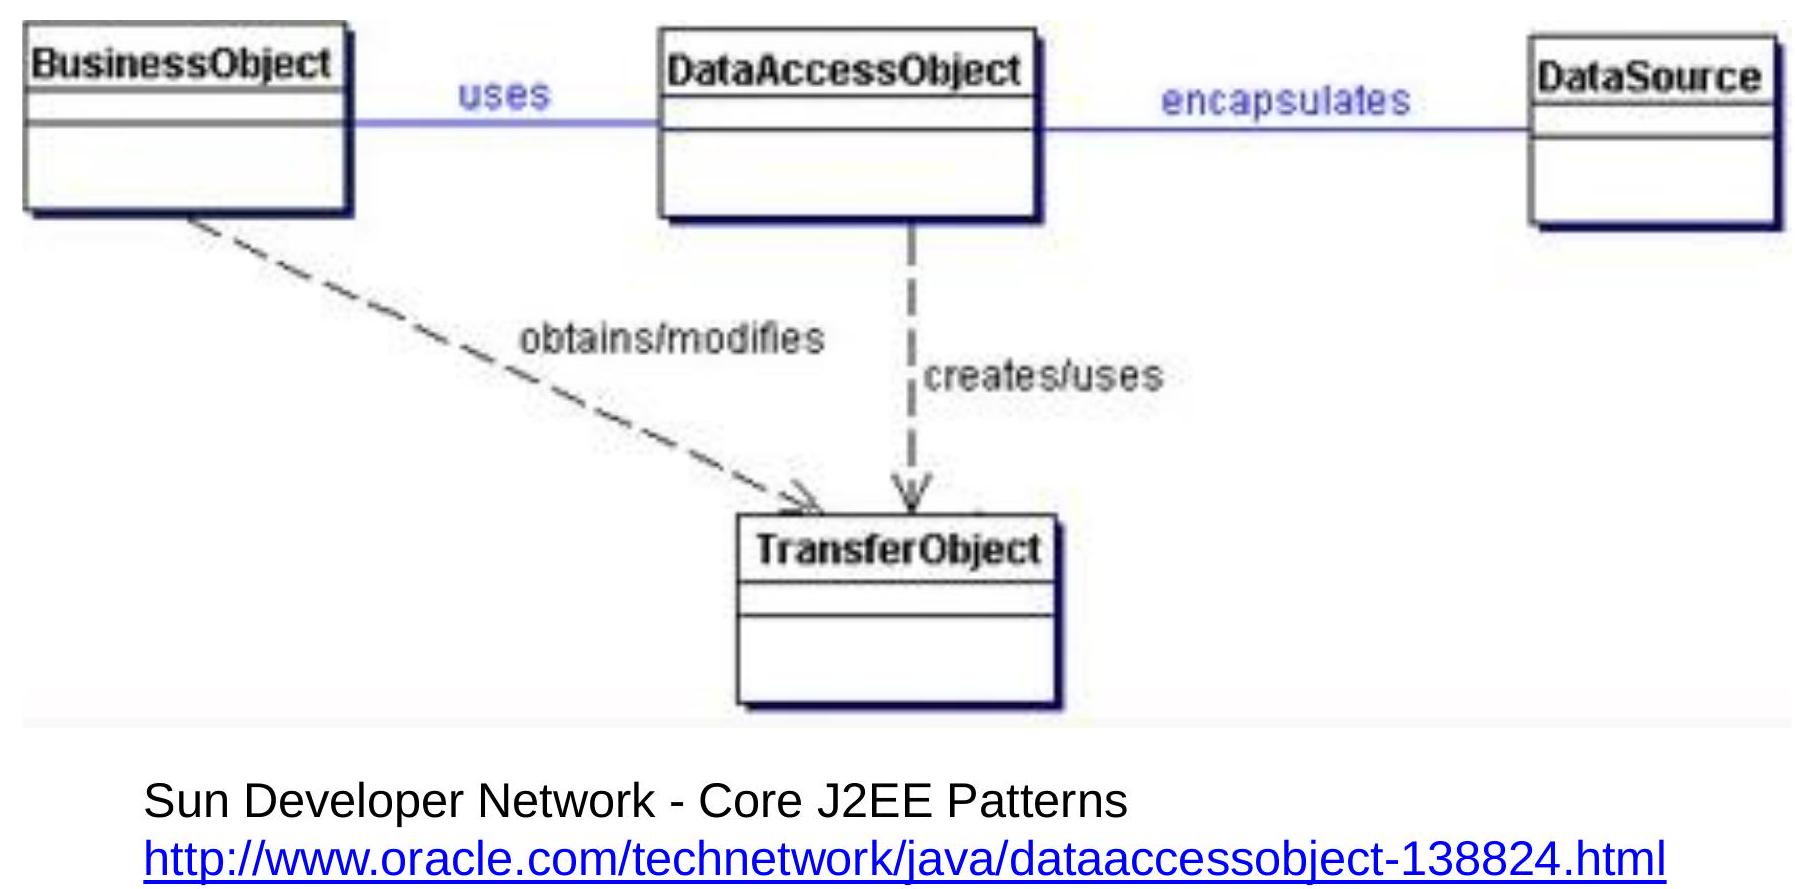 BusinessObject
uses
DataAccessObject
encapsulates
DataSource
obtains/modifies
creates/uses
TransferObject
Sun Developer Network - Core J2EE Patterns
http://www.oracle.com/technetwork/java/dataaccessobject-138824.html